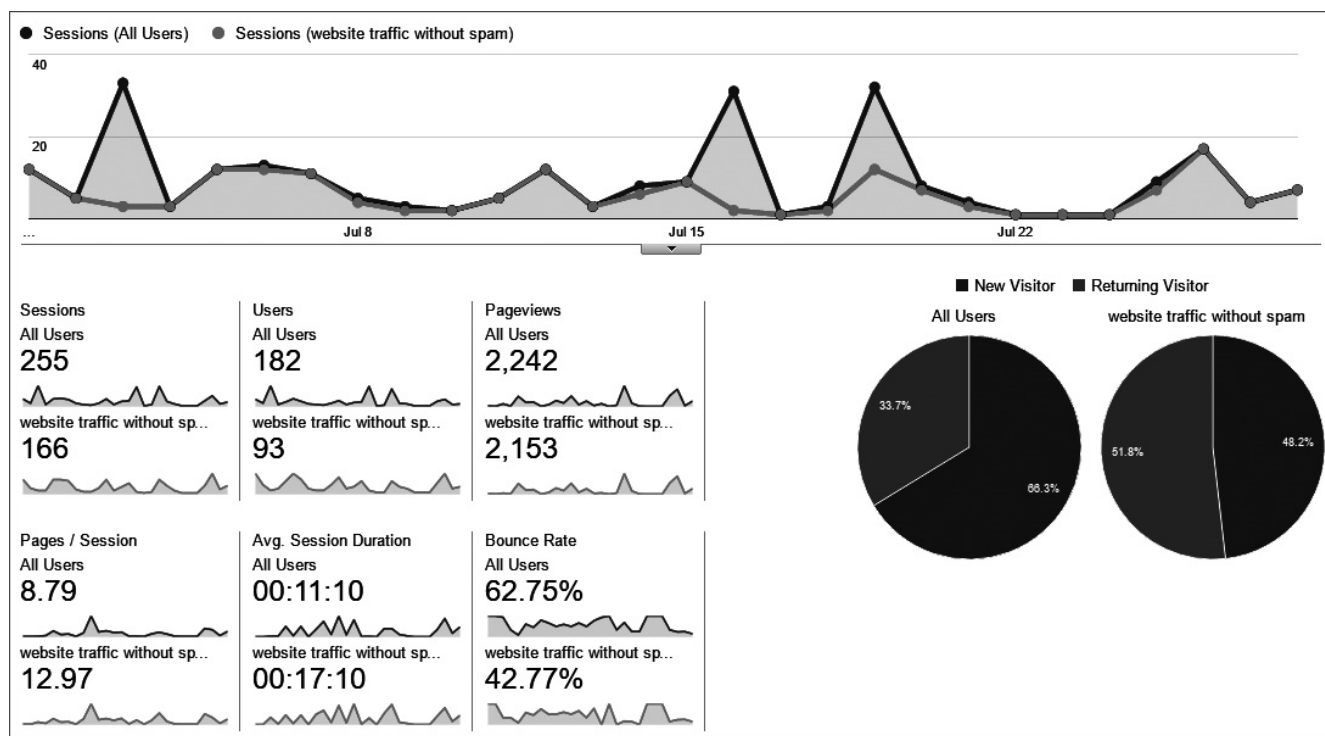 Sessions (All Users) Sessions (website traffic without spam)
40
20
... Jul 8 Jul 15 Jul 22
New Visitor Returning Visitor
All Users website traffic without spam
33.7% 66.3% 51.8% 48.2%
Sessions Users Pageviews
All Users All Users All Users
255 182 2,242
website traffic without sp... website traffic without sp... website traffic without sp...
166 93 2,153
Pages / Session Avg. Session Duration Bounce Rate
All Users All Users All Users
8.79 00:11:10 62.75%
website traffic without sp... website traffic without sp... website traffic without sp...
12.97 00:17:10 42.77%